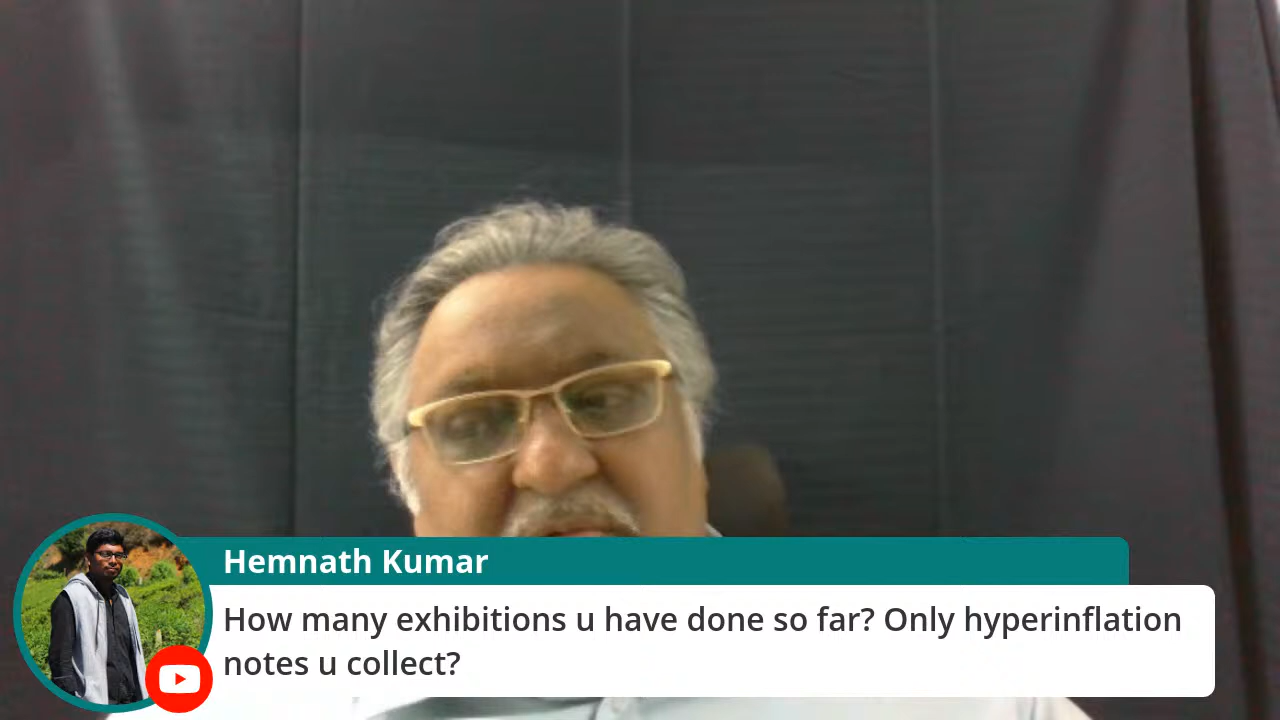 Hemnath Kumar
How many exhibitions u have done so far? Only hyperinflation
notes u collect?